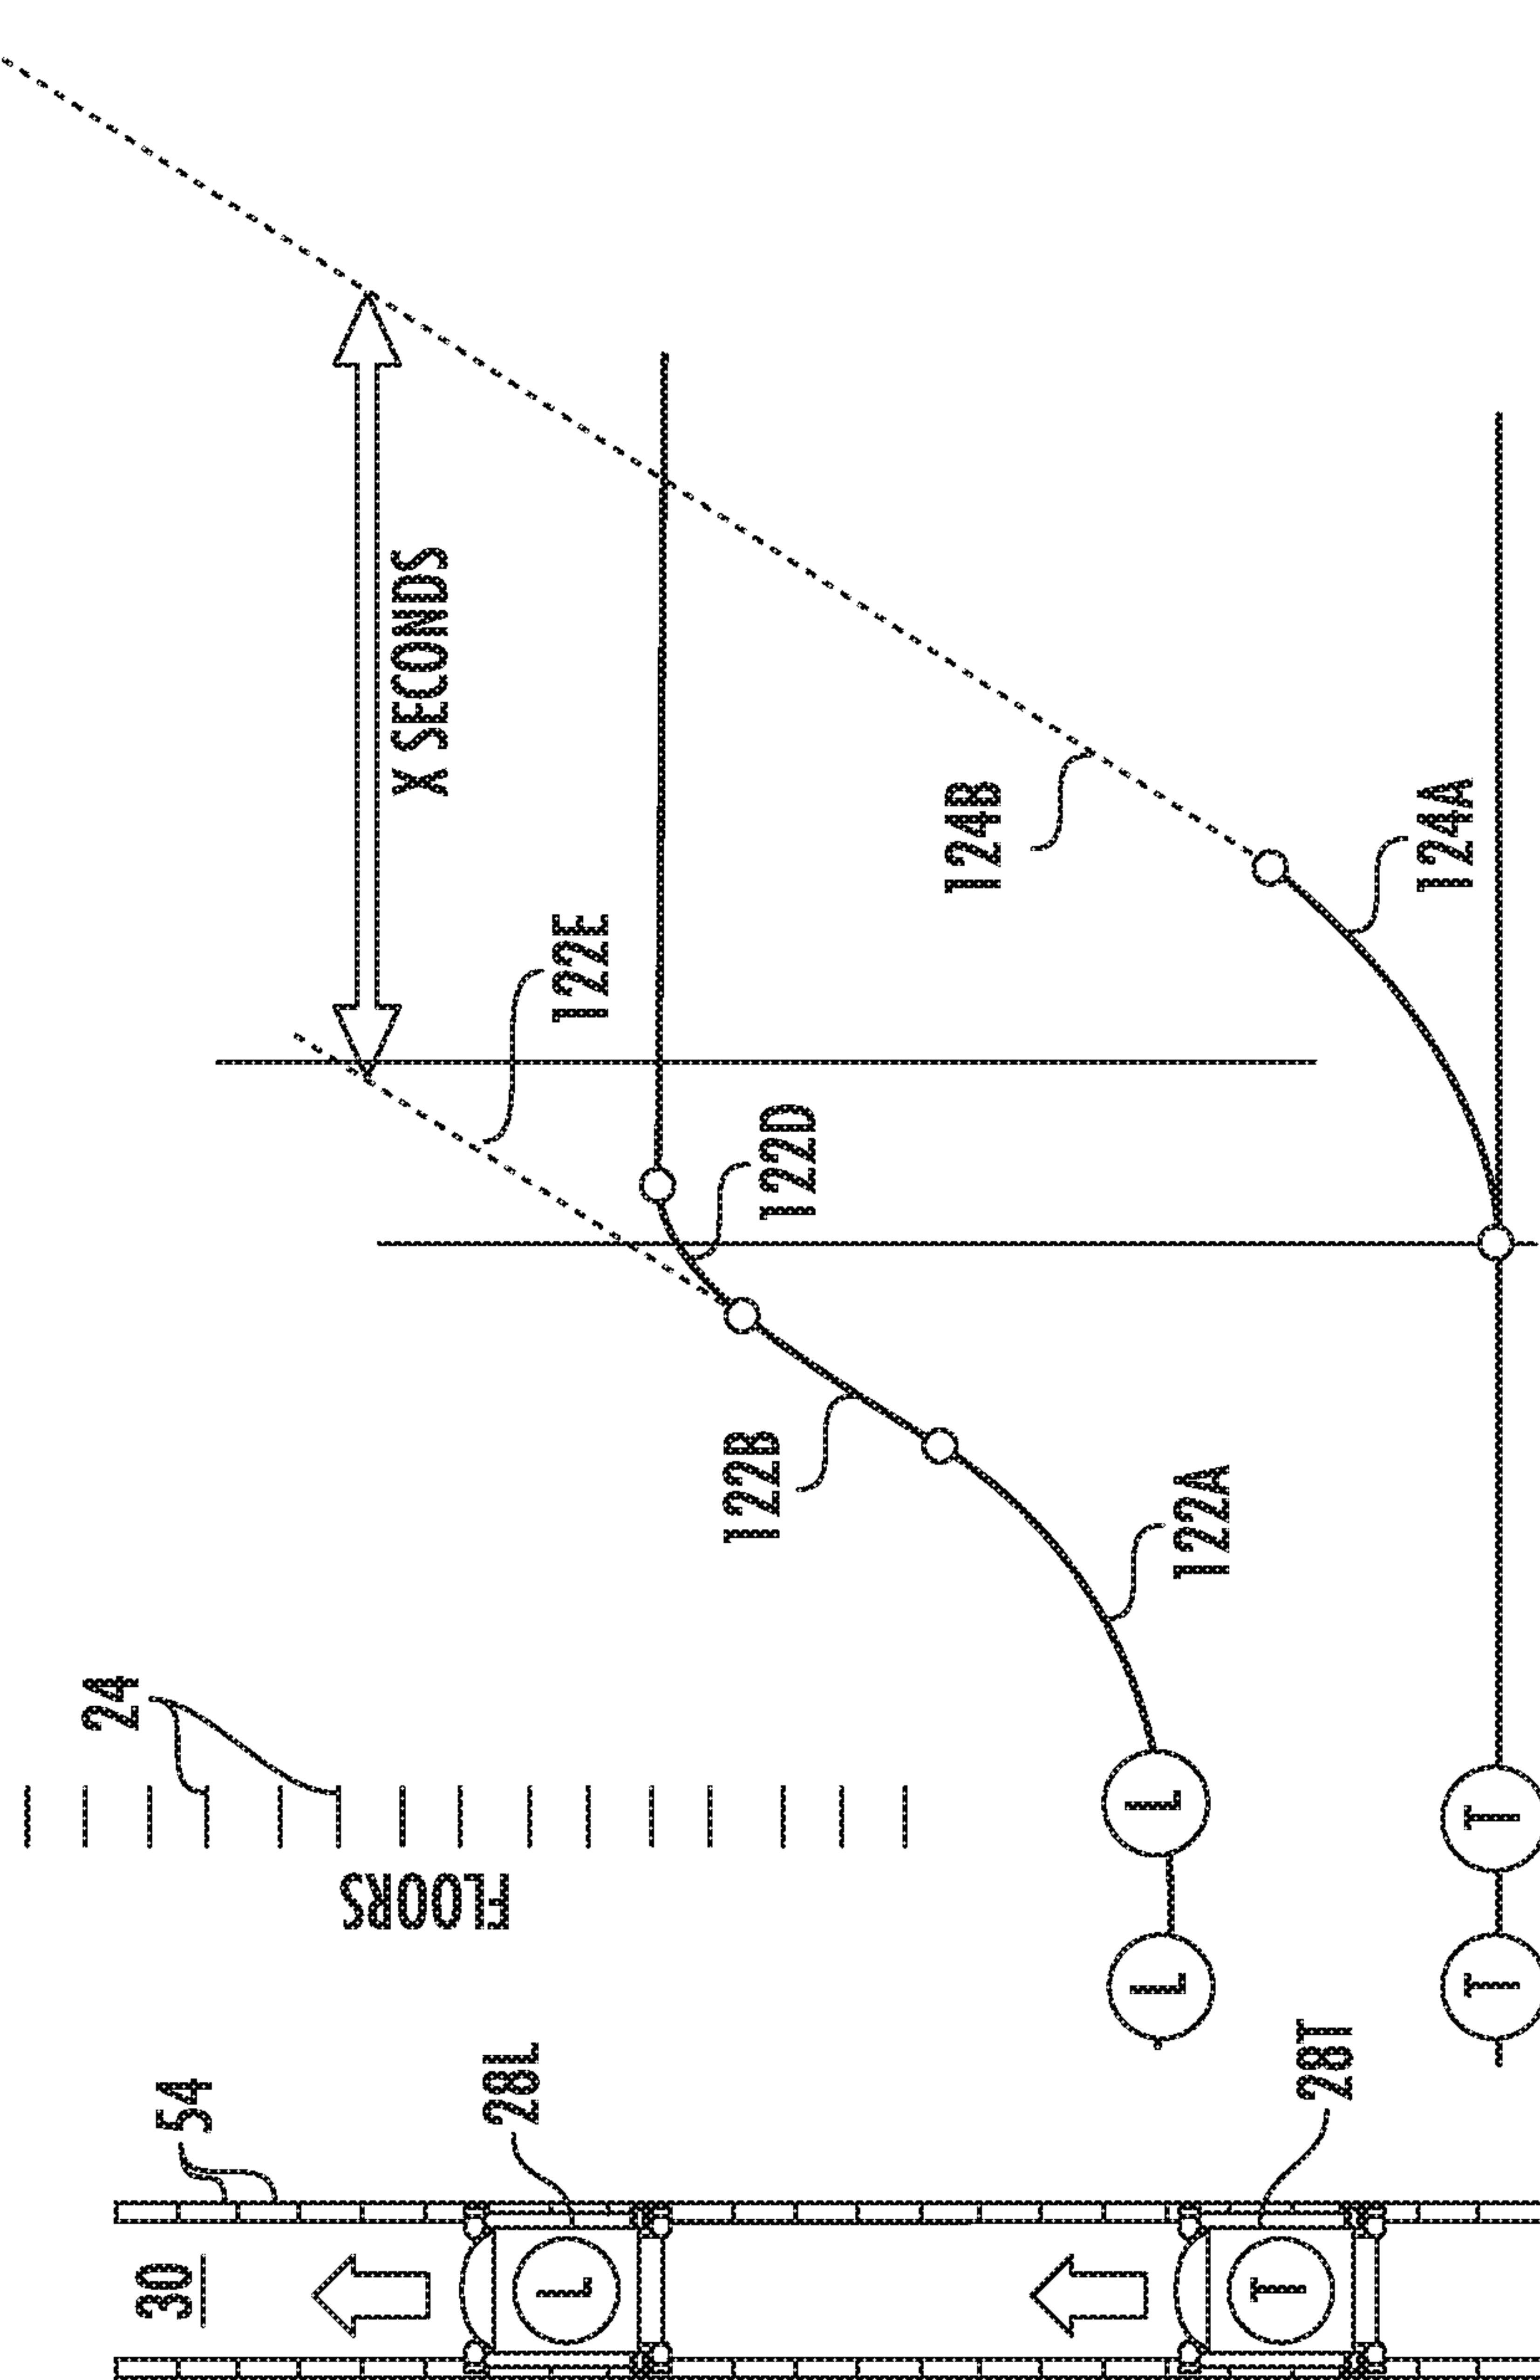 24
30
54
X SECONDS
FLOORS
28L
L
122E
122B
122D
124B
L
L
122A
T
28T
124A
T
T